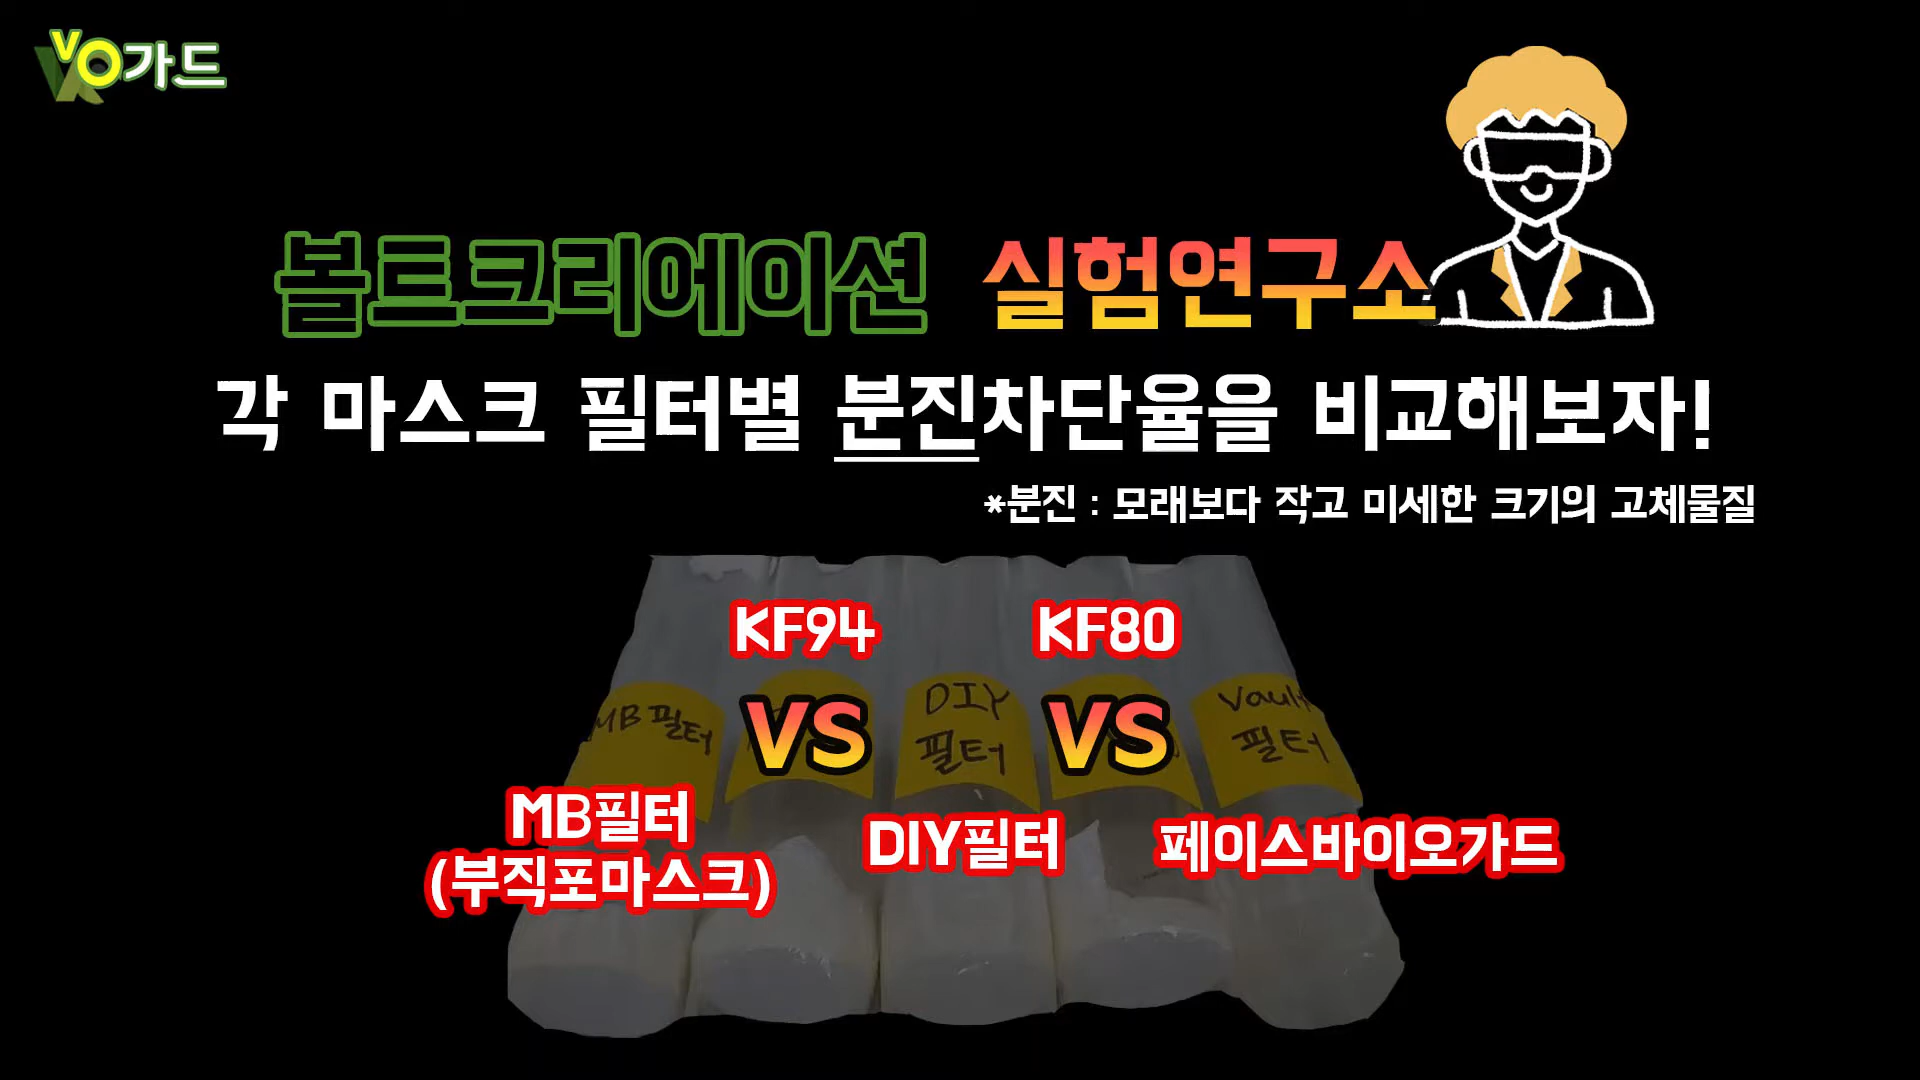 VO가드
볼트크리에이션 실험연구소
각 마스크 필터별 분진차단율을 비교해보자!
*분진 : 모래보다 작고 미세한 크기의 고체물질
KF94
KF80
VS
VS
MB필터
(부직포마스크)
DIY필터
페이스바이오가드
MB 필터
DIY
필터
Vault
필터